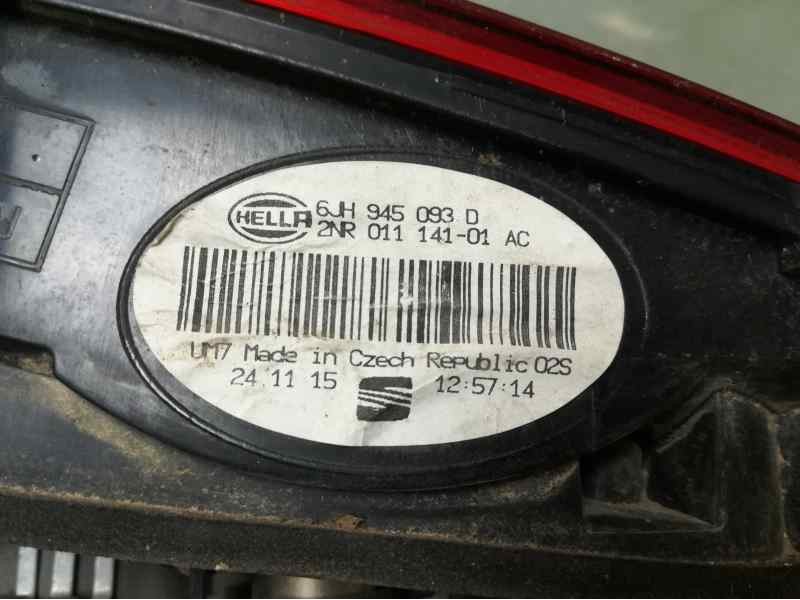 HELLA
6JH 945 093 D
2NR 011 141-01 AC
UM7 Made in Czech Republic 02S
24.11.15
12:57:14